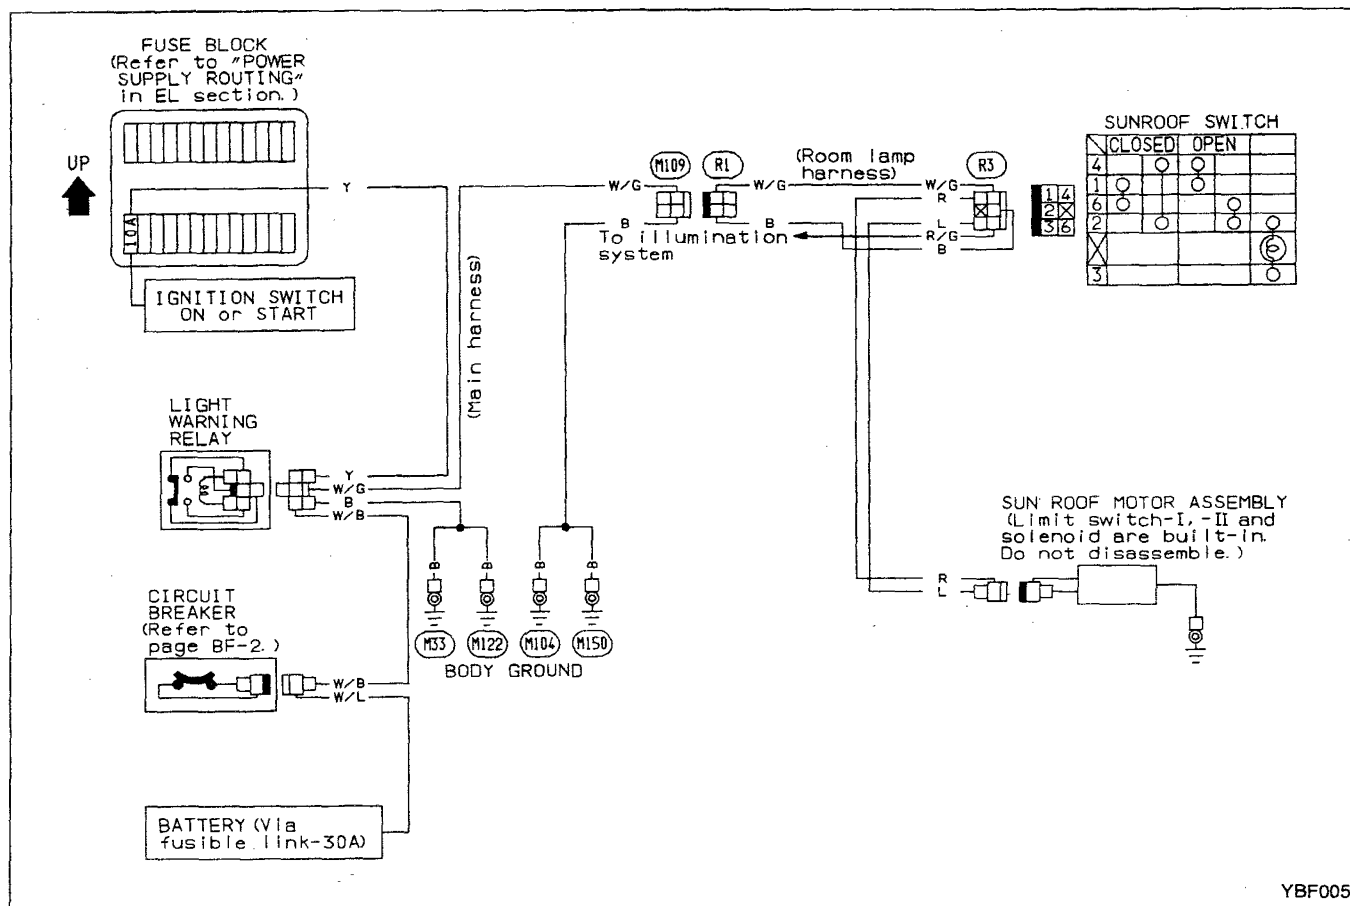 FUSE BLOCK
(Refer to "POWER
SUPPLY ROUTING"
in EL section.)
UP
10A
IGNITION SWITCH
ON or START
Y
LIGHT
WARNING
RELAY
Y
W/G
B
W/B
CIRCUIT
BREAKER
(Refer to
page BF-2.)
W/B
W/L
BATTERY (Via
fusible link-30A)
(Main harness)
B
B
B
B
M33
M122
M104
M150
BODY GROUND
M109
R1
W/G
W/G
B
B
(Room lamp
harness)
To illumination
system
R3
W/G
R
L
R/G
B
1 4
2
3 6
SUNROOF SWITCH
CLOSED OPEN
4
1
6
2
3
SUN ROOF MOTOR ASSEMBLY
(Limit switch-I, -II and
solenoid are built-in.
Do not disassemble.)
R
L
YBF005